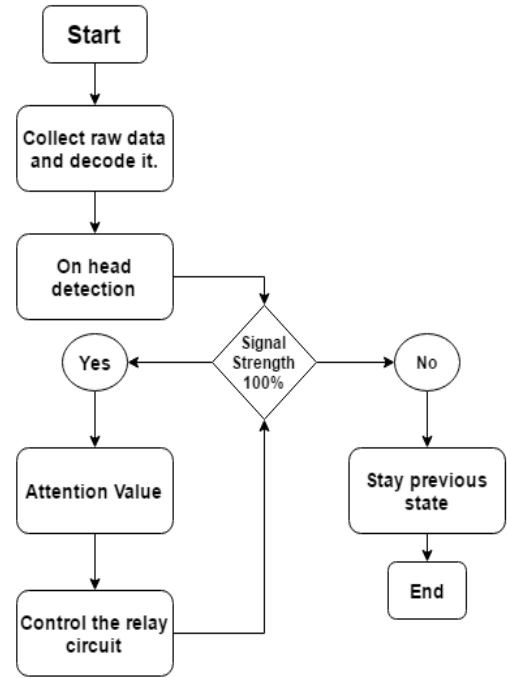 Start
Collect raw data
and decode it.
On head
detection
Signal
Strength
100%
Yes
No
Attention Value
Stay previous
state
Control the relay
circuit
End